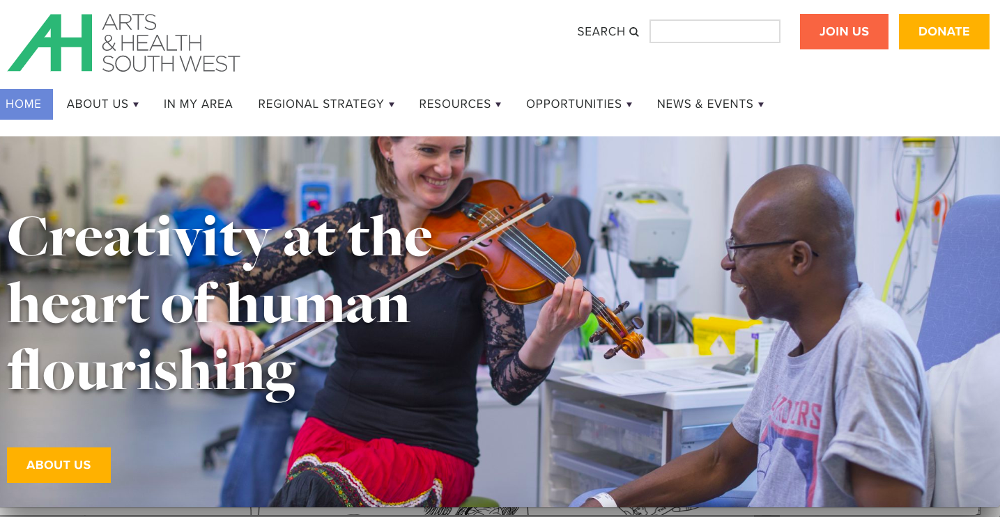 ARTS
& HEALTH
SOUTH WEST
SEARCH
JOIN US
DONATE
HOME
ABOUT US
IN MY AREA
REGIONAL STRATEGY
RESOURCES
OPPORTUNITIES
NEWS & EVENTS
Creativity at the
heart of human
flourishing
ABOUT US